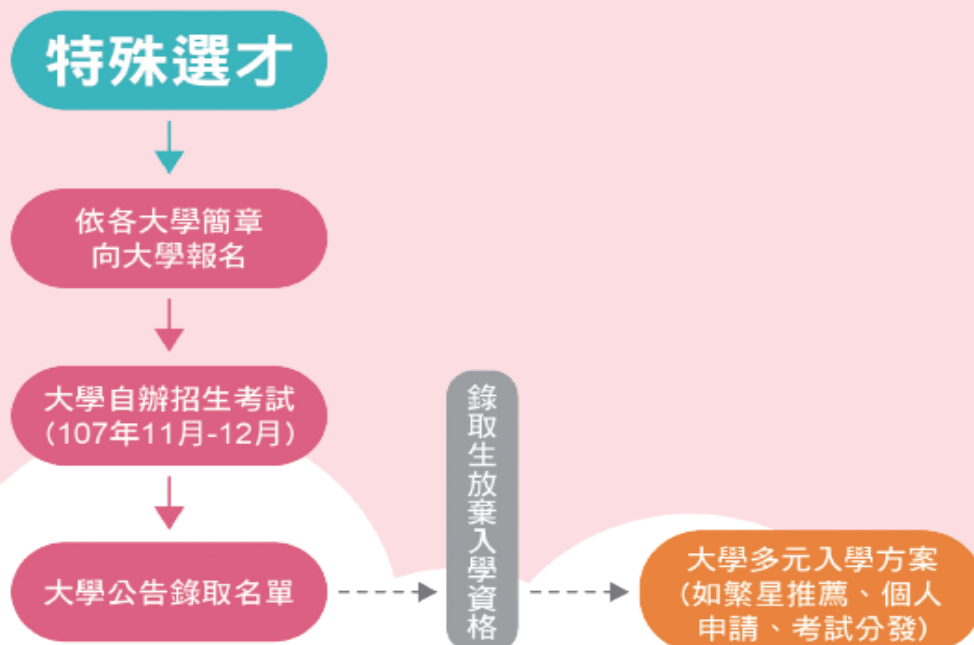 特殊選才
依各大學簡章
向大學報名
大學自辦招生考試
(107年11月-12月)
大學公告錄取名單
錄取生放棄入學資格
大學多元入學方案
(如繁星推薦、個人
申請、考試分發)